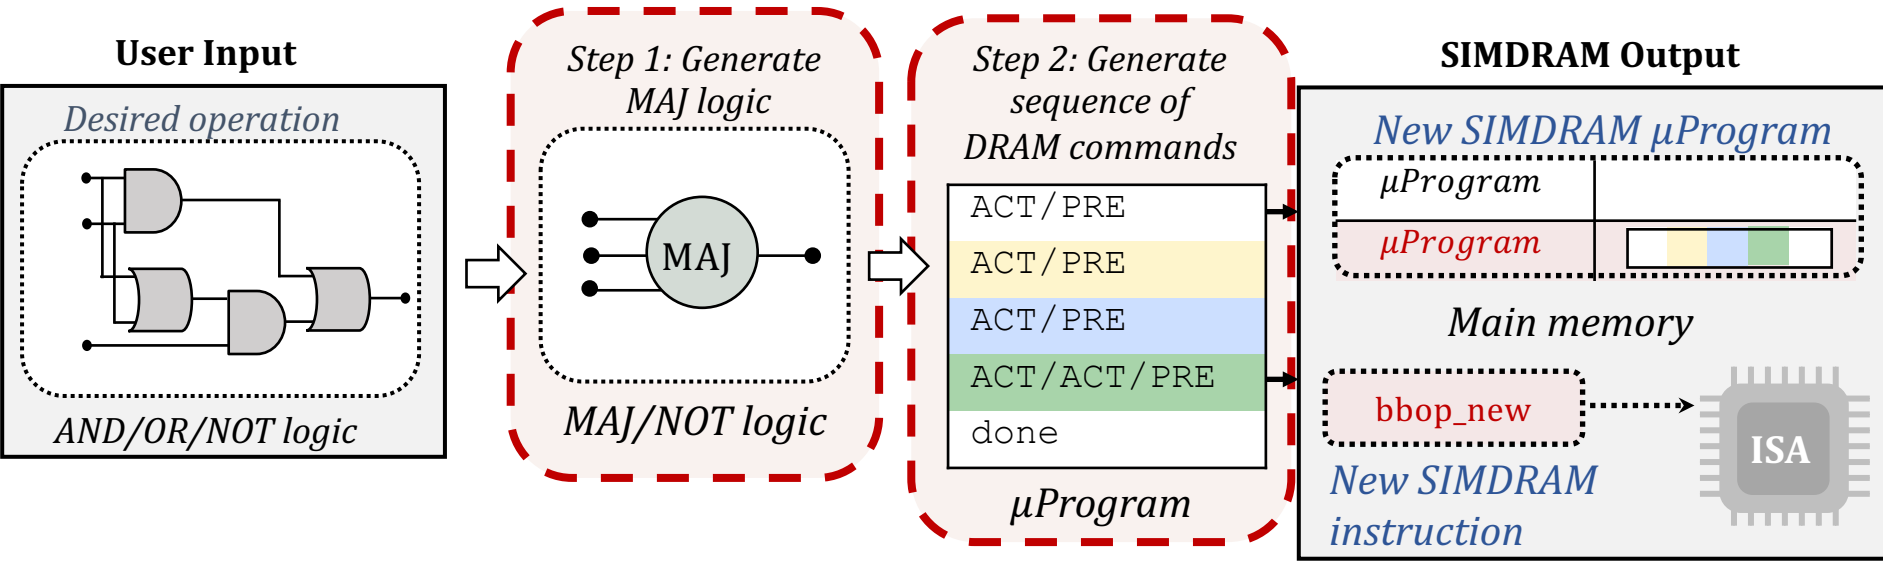 User Input
Desired operation
AND/OR/NOT logic
Step 1: Generate
MAJ logic
MAJ
MAJ/NOT logic
Step 2: Generate
sequence of
DRAM commands
ACT/PRE
ACT/PRE
ACT/PRE
ACT/ACT/PRE
done
μProgram
SIMDRAM Output
New SIMDRAM μProgram
μProgram
μProgram
Main memory
bbop_new
ISA
New SIMDRAM
instruction